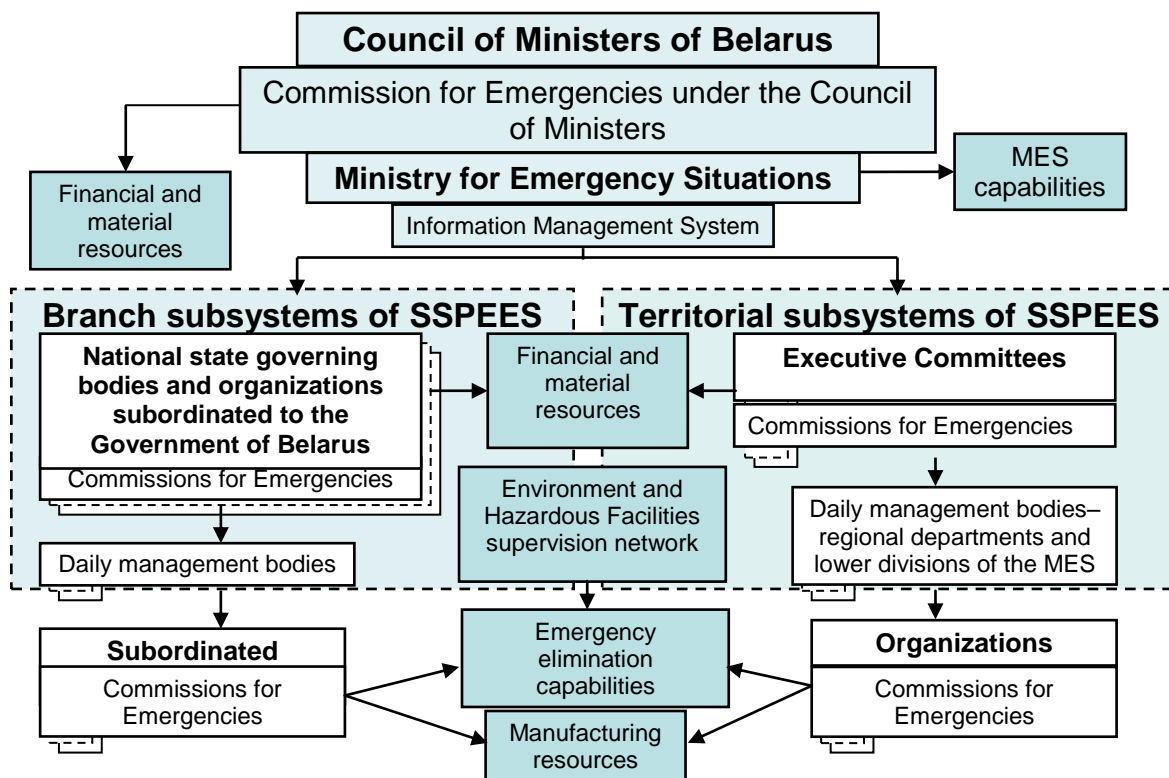 Council of Ministers of Belarus
Commission for Emergencies under the Council
of Ministers
Ministry for Emergency Situations
Information Management System
Financial and
material
resources
MES
capabilities
Branch subsystems of SSPEES
National state governing
bodies and organizations
subordinated to the
Government of Belarus
Commissions for Emergencies
Daily management bodies
Financial and
material
resources
Environment and
Hazardous Facilities
supervision network
Territorial subsystems of SSPEES
Executive Committees
Commissions for Emergencies
Daily management bodies–
regional departments and
lower divisions of the MES
Subordinated
Commissions for
Emergencies
Emergency
elimination
capabilities
Manufacturing
resources
Organizations
Commissions for
Emergencies